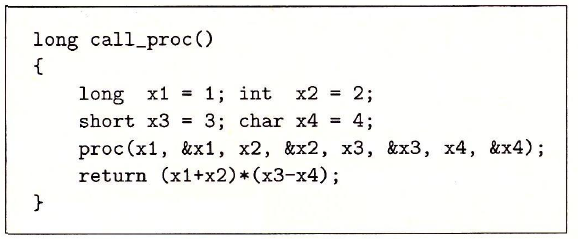 long call_proc()
{
    long  x1 = 1; int  x2 = 2;
    short x3 = 3; char x4 = 4;
    proc(x1, &x1, x2, &x2, x3, &x3, x4, &x4);
    return (x1+x2)*(x3-x4);
}